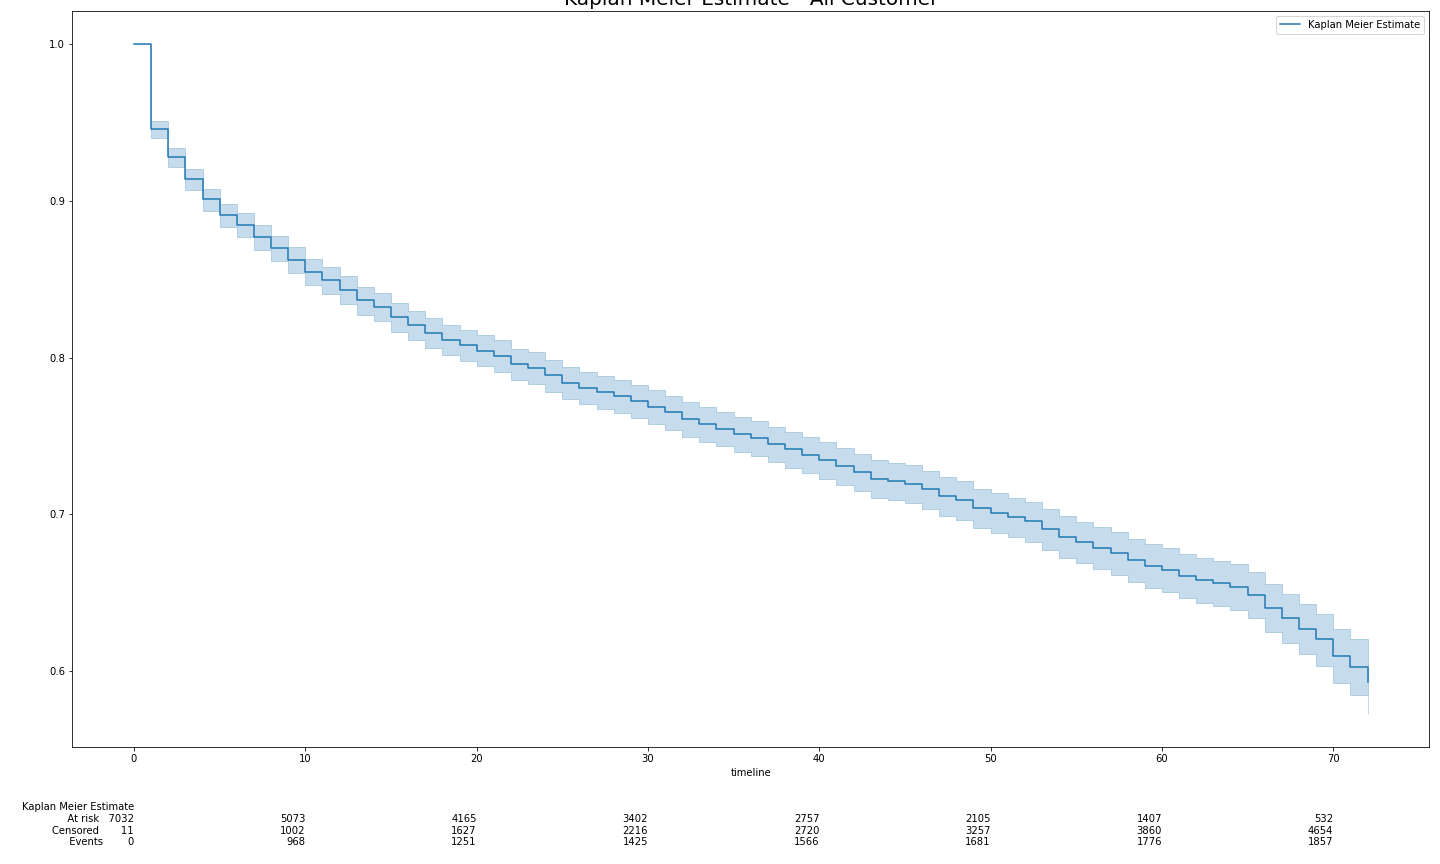 Kaplan Meier Estimate - All Customer
Kaplan Meier Estimate
1.0
0.9
0.8
0.7
0.6
0 10 20 30 40 50 60 70
timeline
Kaplan Meier Estimate
At risk 7032 5073 4165 3402 2757 2105 1407 532
Censored 11 1002 1627 2216 2720 3257 3860 4654
Events 0 968 1251 1425 1566 1681 1776 1857